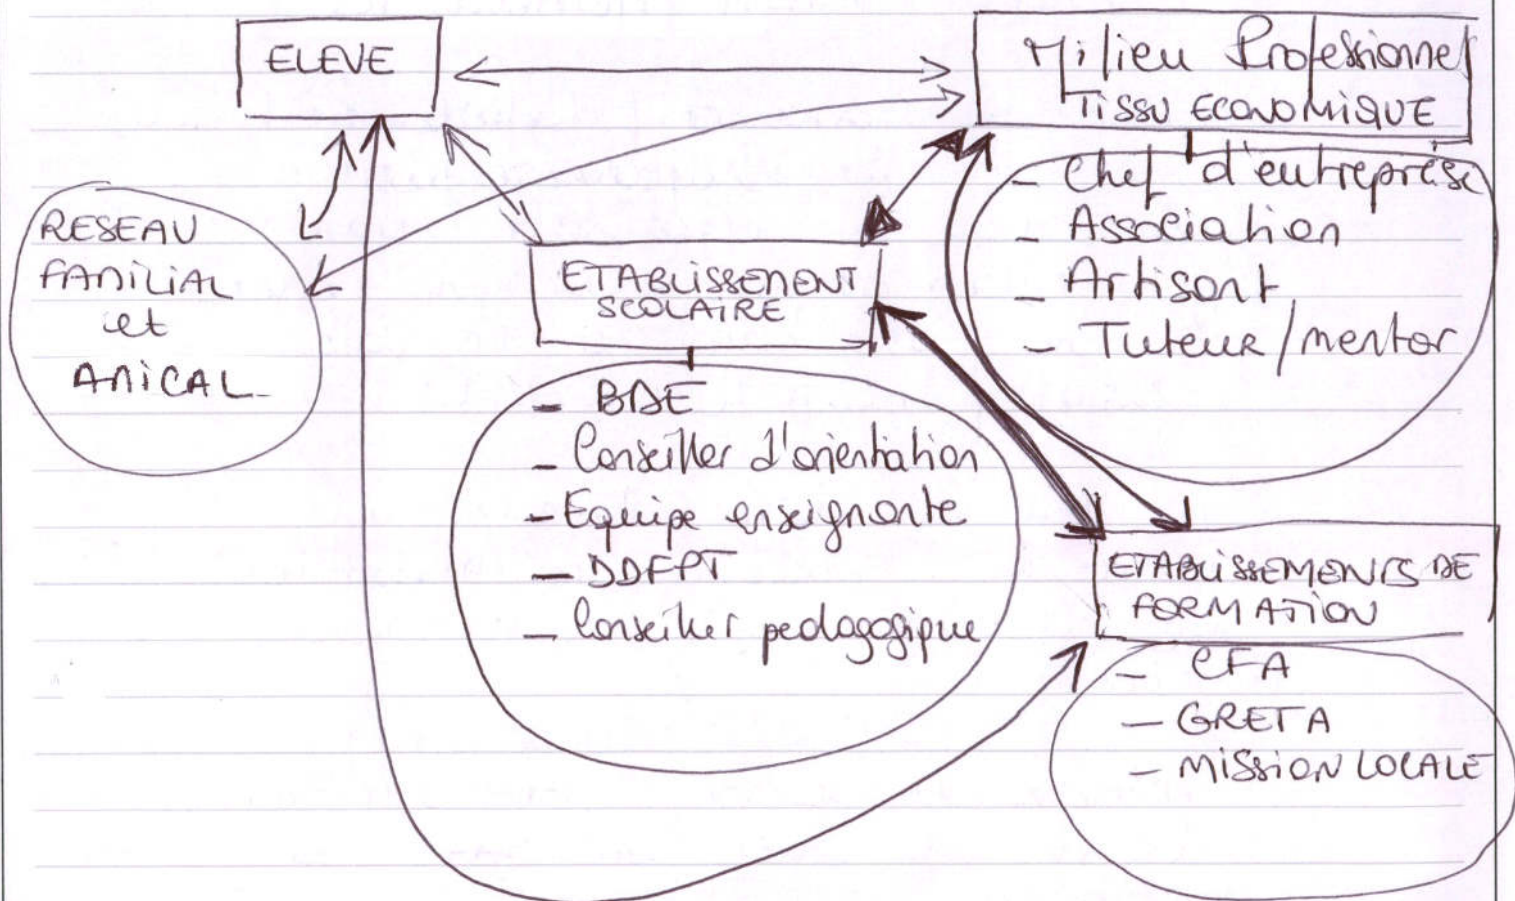 ELEVE
Milieu Professionnel
TISSU ECONOMIQUE
- Chef d'entreprise
- Association
- Artisant
- Tuteur/mentor
RESEAU
FAMILIAL
et
AMICAL
ETABLISSEMENT
SCOLAIRE
- BDE
- Conseiller d'orientation
- Equipe enseignante
- DDFPT
- Conseiller pedagogique
ETABLISSEMENTS DE
FORMATION
- CFA
- GRETA
- MISSION LOCALE